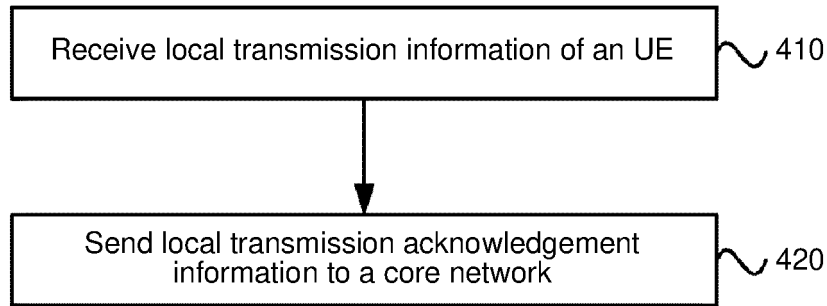 Receive local transmission information of an UE
410
Send local transmission acknowledgement
information to a core network
420